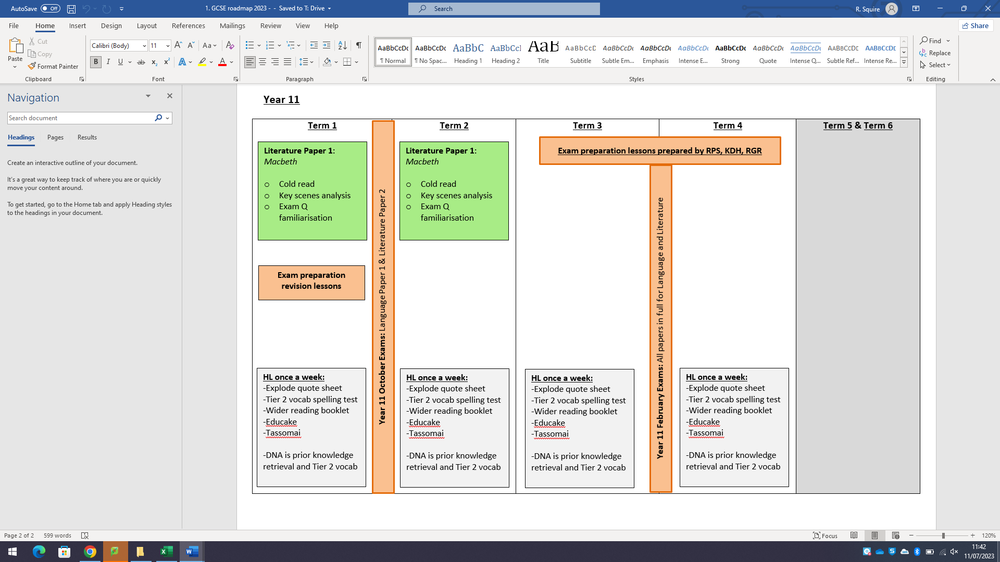 AutoSave Off
1. GCSE roadmap 2023 - - Saved to T: Drive
Search
R. Squire
File Home Insert Design Layout References Mailings Review View Help
Share
Paste
Cut
Copy
Format Painter
Clipboard
Calibri (Body) 11
Font
Paragraph
AaBbCcDc AaBbCcDc AaBbC AaBbCcl AaB AaBbCcD AaBbCcDc AaBbCcDc AaBbCcDc AaBbCcDc AaBbCcDc AaBbCcDc AABBCCDE AABBCCDE
¶ Normal ¶ No Spac... Heading 1 Heading 2 Title Subtitle Subtle Em... Emphasis Intense E... Strong Quote Intense Q... Subtle Ref... Intense Re...
Styles
Find
Replace
Select
Editing
Navigation
Search document
Headings Pages Results
Create an interactive outline of your document.
It's a great way to keep track of where you are or quickly
move your content around.
To get started, go to the Home tab and apply Heading styles
to the headings in your document.
Year 11
Term 1
Literature Paper 1:
Macbeth
o Cold read
o Key scenes analysis
o Exam Q
familiarisation
Exam preparation
revision lessons
HL once a week:
-Explode quote sheet
-Tier 2 vocab spelling test
-Wider reading booklet
-Educake
-Tassomai
-DNA is prior knowledge
retrieval and Tier 2 vocab
Year 11 October Exams: Language Paper 1 & Literature Paper 2
Term 2
Literature Paper 1:
Macbeth
o Cold read
o Key scenes analysis
o Exam Q
familiarisation
HL once a week:
-Explode quote sheet
-Tier 2 vocab spelling test
-Wider reading booklet
-Educake
-Tassomai
-DNA is prior knowledge
retrieval and Tier 2 vocab
Term 3
Exam preparation lessons prepared by RPS, KDH, RGR
HL once a week:
-Explode quote sheet
-Tier 2 vocab spelling test
-Wider reading booklet
-Educake
-Tassomai
-DNA is prior knowledge
retrieval and Tier 2 vocab
Year 11 February Exams: All papers in full for Language and Literature
Term 4
HL once a week:
-Explode quote sheet
-Tier 2 vocab spelling test
-Wider reading booklet
-Educake
-Tassomai
-DNA is prior knowledge
retrieval and Tier 2 vocab
Term 5 & Term 6
Page 2 of 2 599 words
Focus
120%
11:42
11/07/2023